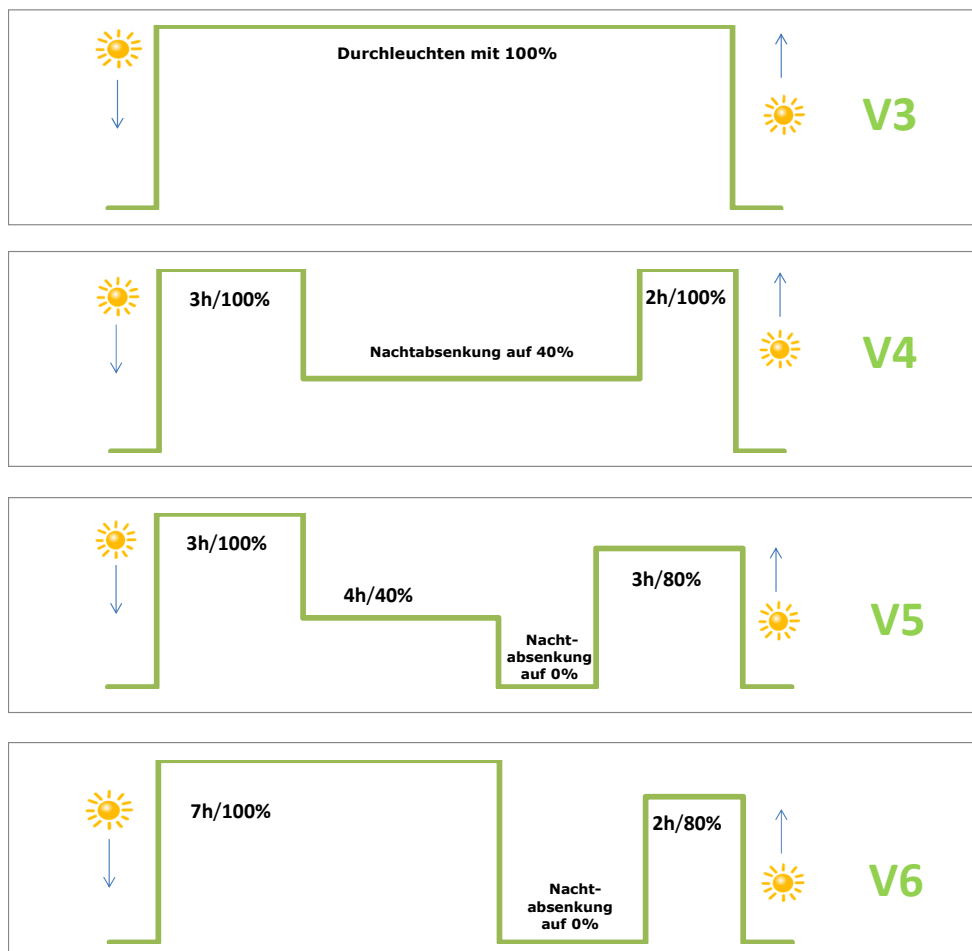 Durchleuchten mit 100%
V3
3h/100%
2h/100%
Nachtabsenkung auf 40%
V4
3h/100%
4h/40%
3h/80%
Nacht-
absenkung
auf 0%
V5
7h/100%
2h/80%
Nacht-
absenkung
auf 0%
V6